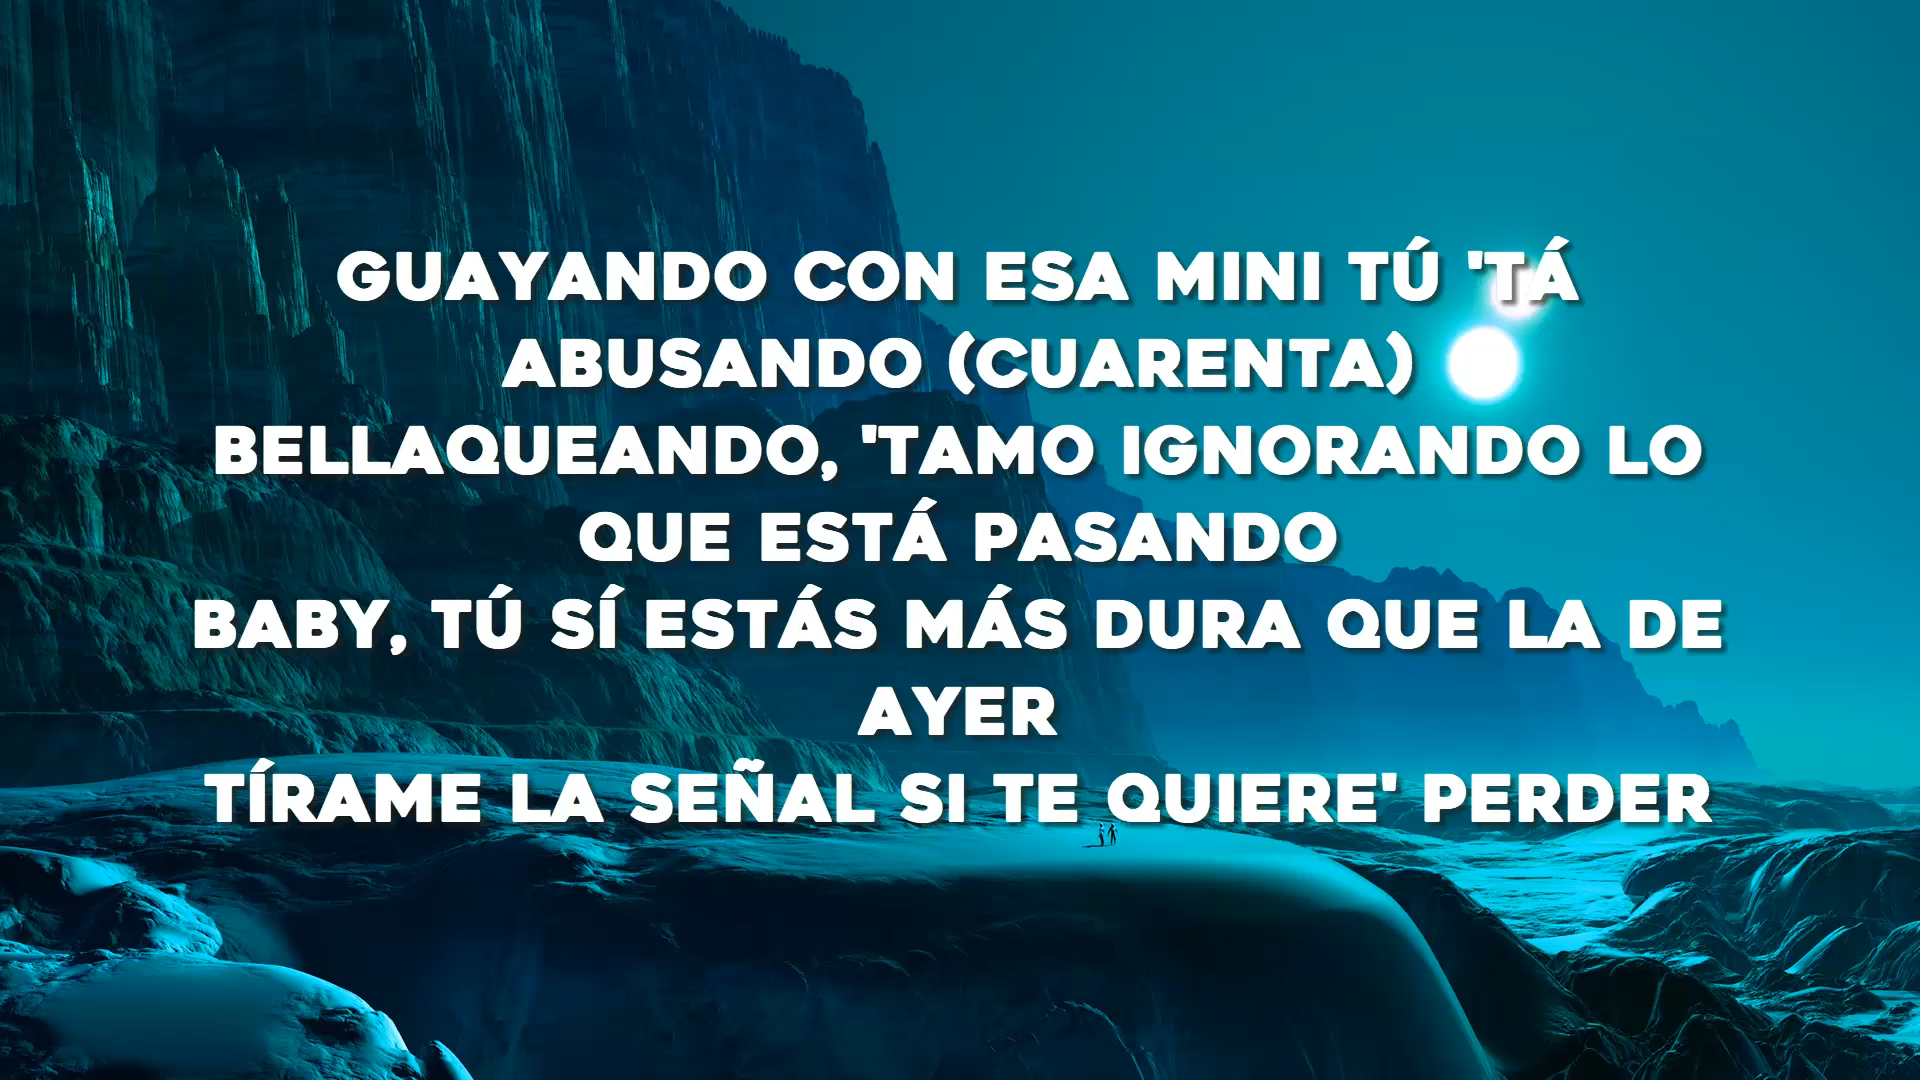 GUAYANDO CON ESA MINI TÚ 'TÁ
ABUSANDO (CUARENTA)
BELLAQUEANDO, 'TAMO IGNORANDO LO
QUE ESTÁ PASANDO
BABY, TÚ SÍ ESTÁS MÁS DURA QUE LA DE
AYER
TÍRAME LA SEÑAL SI TE QUIERE' PERDER